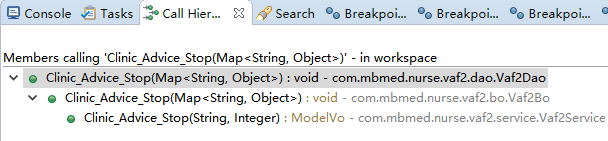 Console Tasks Call Hier... Search Breakpoi... Breakpoi... Breakpoi...
Members calling 'Clinic_Advice_Stop(Map<String, Object>)' - in workspace
Clinic_Advice_Stop(Map<String, Object>) : void - com.mbmed.nurse.vaf2.dao.Vaf2Dao
Clinic_Advice_Stop(Map<String, Object>) : void - com.mbmed.nurse.vaf2.bo.Vaf2Bo
Clinic_Advice_Stop(String, Integer) : ModelVo - com.mbmed.nurse.vaf2.service.Vaf2Service